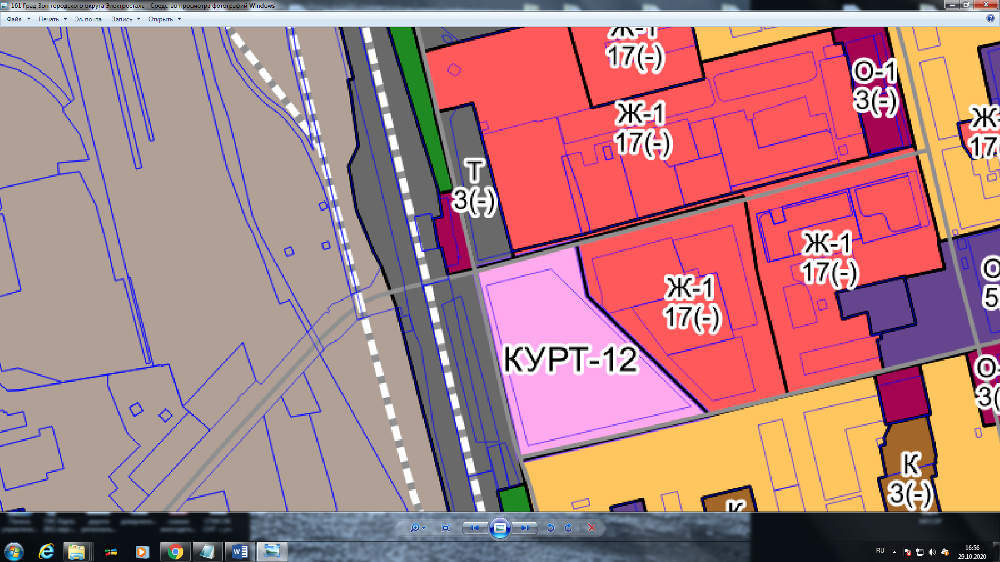 161 Град Зон городского округа Электросталь - Средство просмотра фотографий Windows
Файл Печать Эл. почта Запись Открыть
Ж-1
17(-)
О-1
3(-)
Ж-1
17(-)
Ж-
17(
Т
3(-)
Ж-1
17(-)
О
5
Ж-1
17(-)
КУРТ-12
О-
3(
К
3(-)
К
RU
16:56
29.10.2020